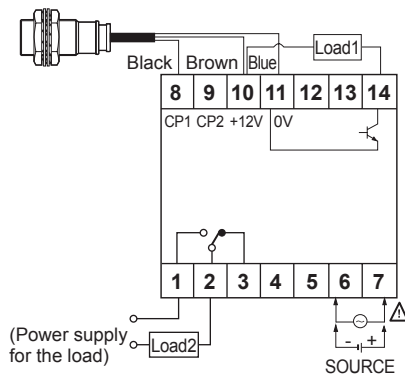 Black Brown Blue Load1
8 9 10 11 12 13 14
CP1 CP2 +12V 0V
1 2 3 4 5 6 7
(Power supply
for the load)
Load2
- +
SOURCE